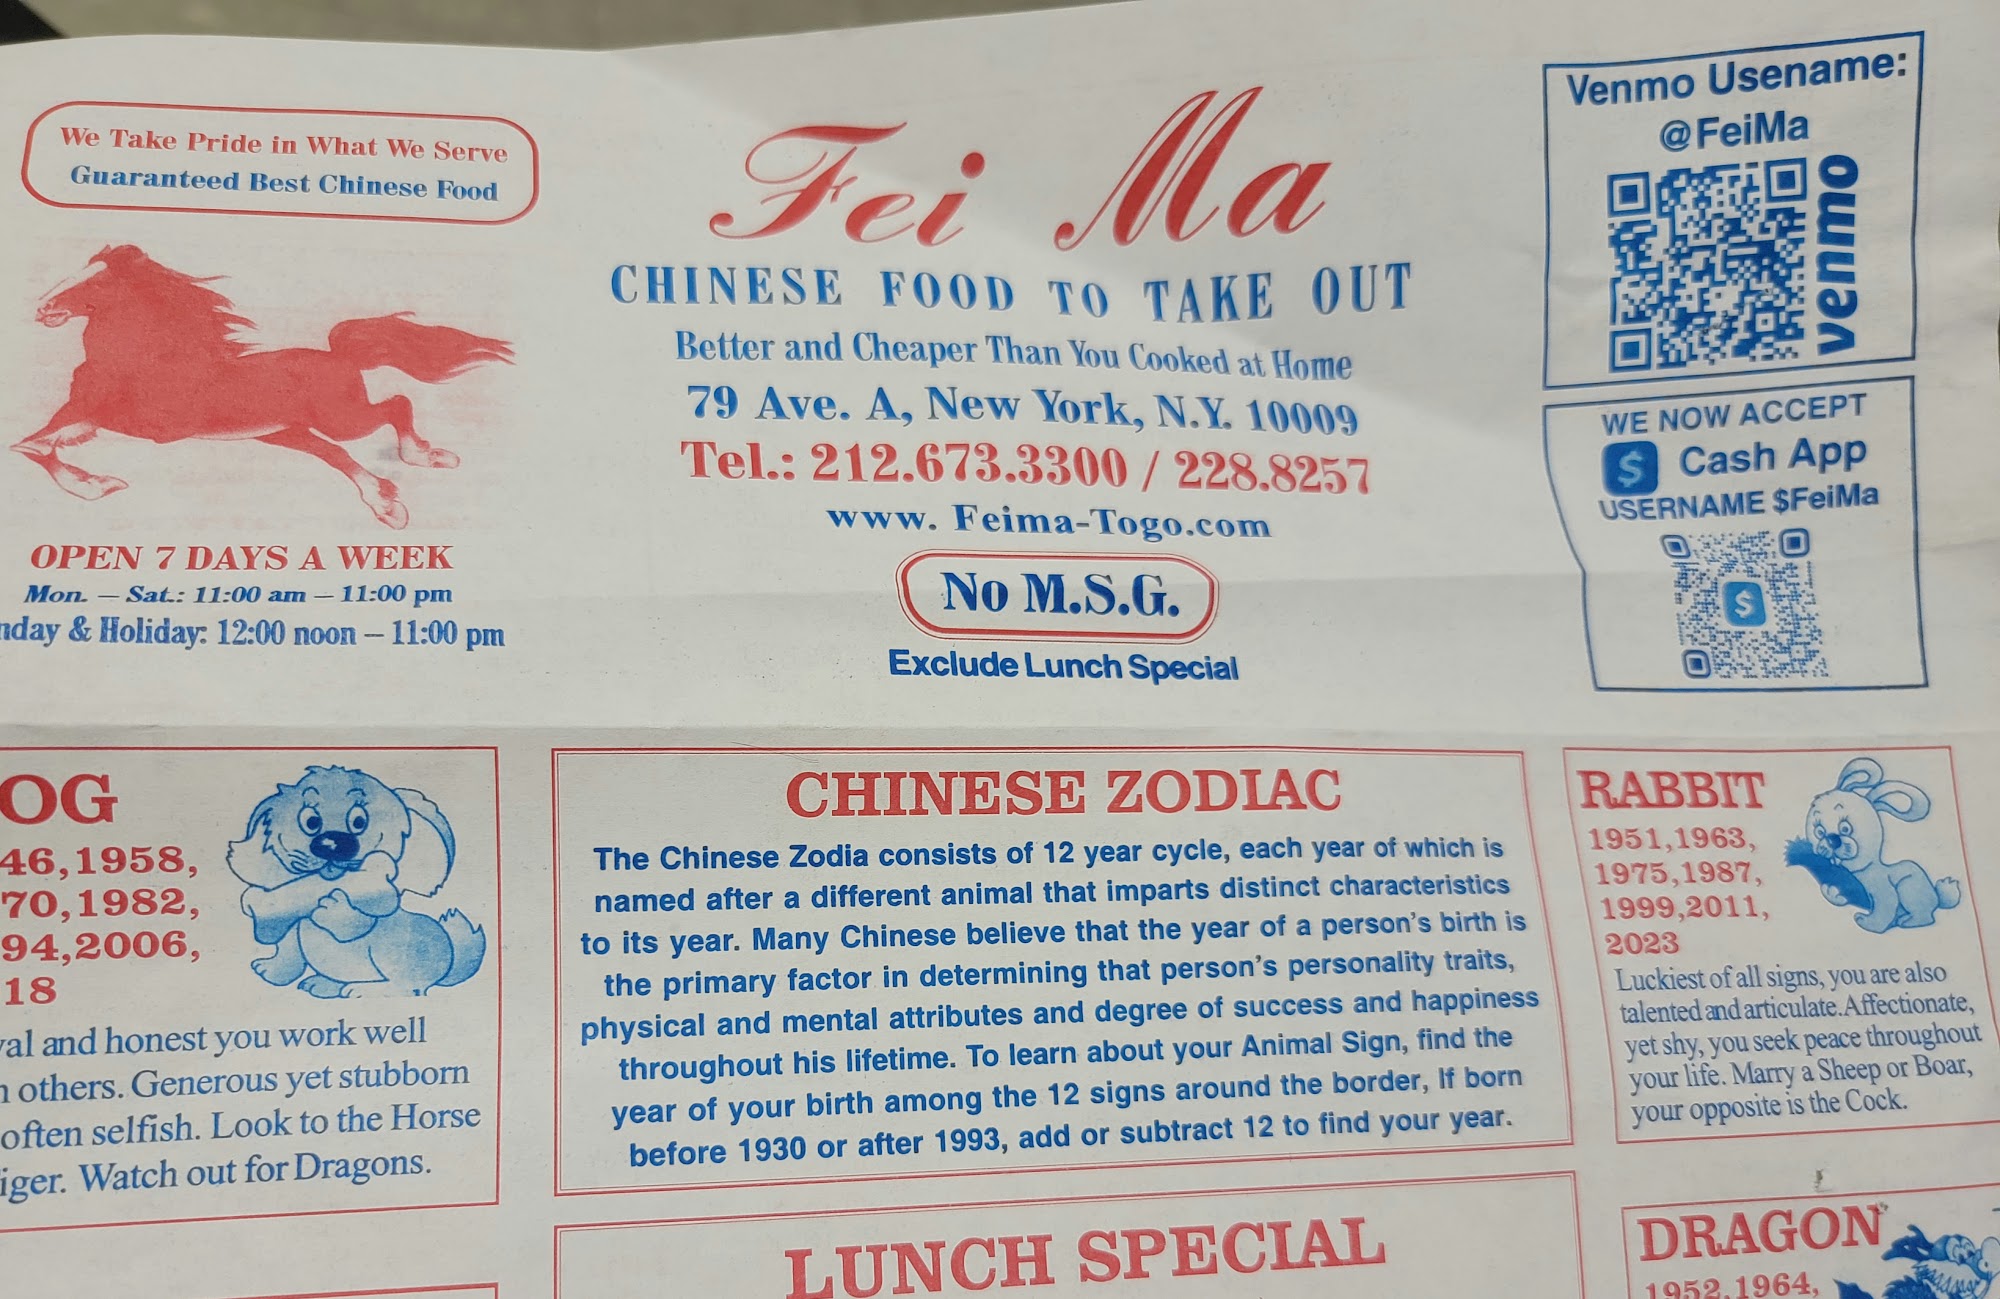 We Take Pride in What We Serve
Guaranteed Best Chinese Food
OPEN 7 DAYS A WEEK
Mon. – Sat.: 11:00 am – 11:00 pm
& Holiday: 12:00 noon – 11:00 pm
Fei Ma
CHINESE FOOD TO TAKE OUT
Better and Cheaper Than You Cooked at Home
79 Ave. A, New York, N.Y. 10009
Tel.: 212.673.3300 / 228.8257
www. Feima-Togo.com
No M.S.G.
Exclude Lunch Special
Venmo Usename:
@FeiMa
venmo
WE NOW ACCEPT
$ Cash App
USERNAME $FeiMa
$
OG
46,1958,
70,1982,
94,2006,
18
and honest you work well
others. Generous yet stubborn
often selfish. Look to the Horse
iger. Watch out for Dragons.
CHINESE ZODIAC
The Chinese Zodia consists of 12 year cycle, each year of which is
named after a different animal that imparts distinct characteristics
to its year. Many Chinese believe that the year of a person's birth is
the primary factor in determining that person's personality traits,
physical and mental attributes and degree of success and happiness
throughout his lifetime. To learn about your Animal Sign, find the
year of your birth among the 12 signs around the border, If born
before 1930 or after 1993, add or subtract 12 to find your year.
RABBIT
1951,1963,
1975,1987,
1999,2011,
2023
Luckiest of all signs, you are also
talented and articulate. Affectionate,
yet shy, you seek peace throughout
your life. Marry a Sheep or Boar,
your opposite is the Cock.
LUNCH SPECIAL
DRAGON
1952,1964,